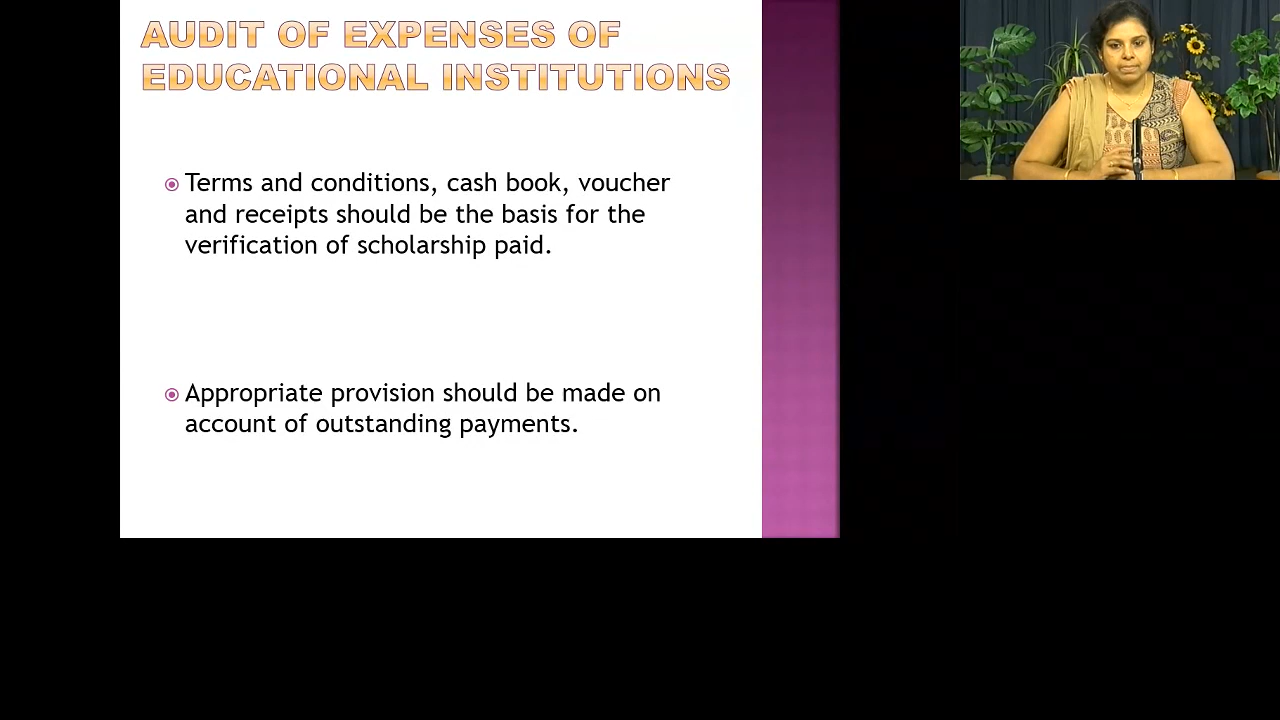 AUDIT OF EXPENSES OF
EDUCATIONAL INSTITUTIONS
Terms and conditions, cash book, voucher
and receipts should be the basis for the
verification of scholarship paid.
Appropriate provision should be made on
account of outstanding payments.